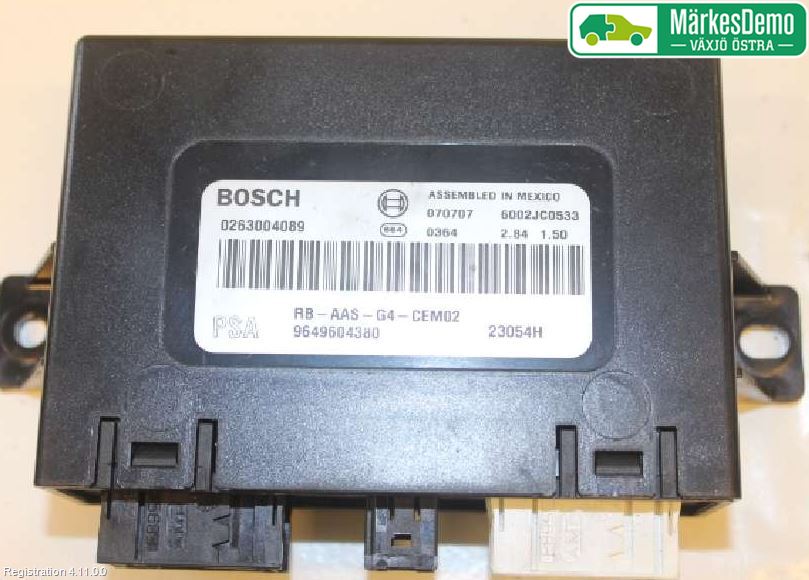 MärkesDemo
VÄXJÖ ÖSTRA
BOSCH
ASSEMBLED IN MEXICO
0263004089
070707 6002JC0533
0364 2.84 1.50
RB-AAS-G4-CEM02
PSA
9649604380 23054H
Registration 4.11.0.0